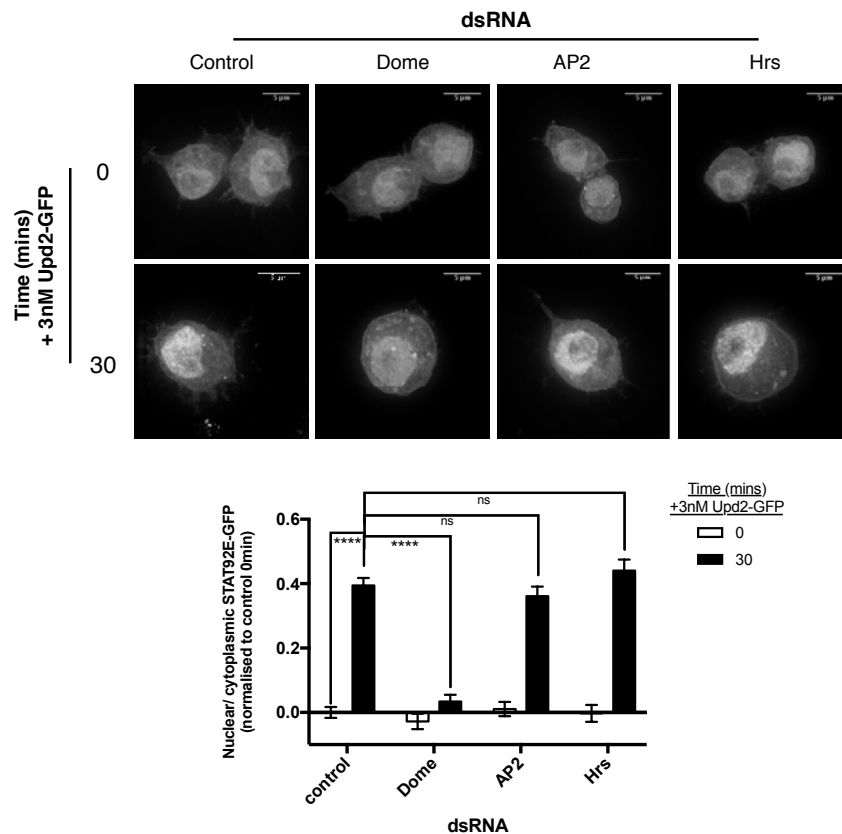 dsRNA
Control Dome AP2 Hrs
5 µm 5 µm 5 µm 5 µm
0
Time (mins)
+ 3nM Upd2-GFP
5 µm 5 µm 5 µm
30
Time (mins)
+3nM Upd2-GFP
0
30
ns
ns
**** ****
Nuclear/ cytoplasmic STAT92E-GFP
(normalised to control 0min)
0.6
0.4
0.2
0.0
control Dome AP2 Hrs
dsRNA